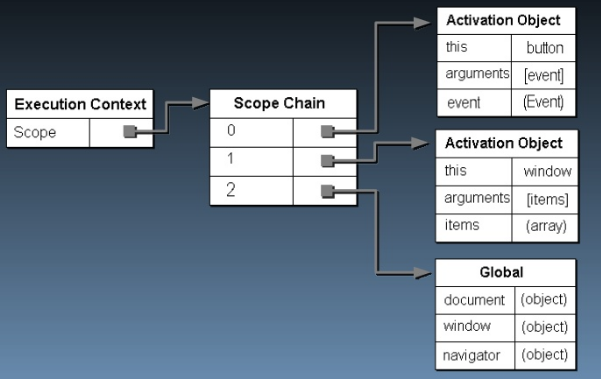 Execution Context
Scope
Scope Chain
0
1
2
Activation Object
this button
arguments [event]
event (Event)
Activation Object
this window
arguments [items]
items (array)
Global
document (object)
window (object)
navigator (object)